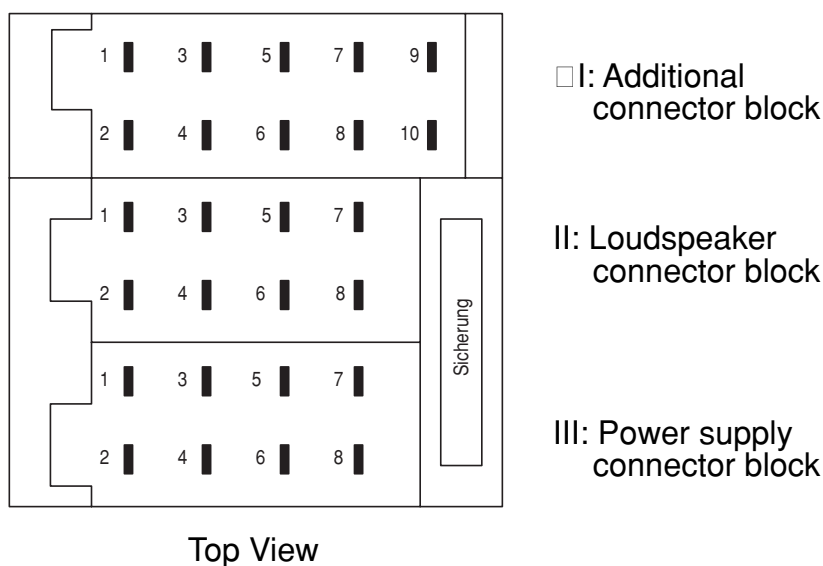 1 3 5 7 9
2 4 6 8 10
□I: Additional
connector block
1 3 5 7
2 4 6 8
II: Loudspeaker
connector block
Sicherung
1 3 5 7
2 4 6 8
III: Power supply
connector block
Top View